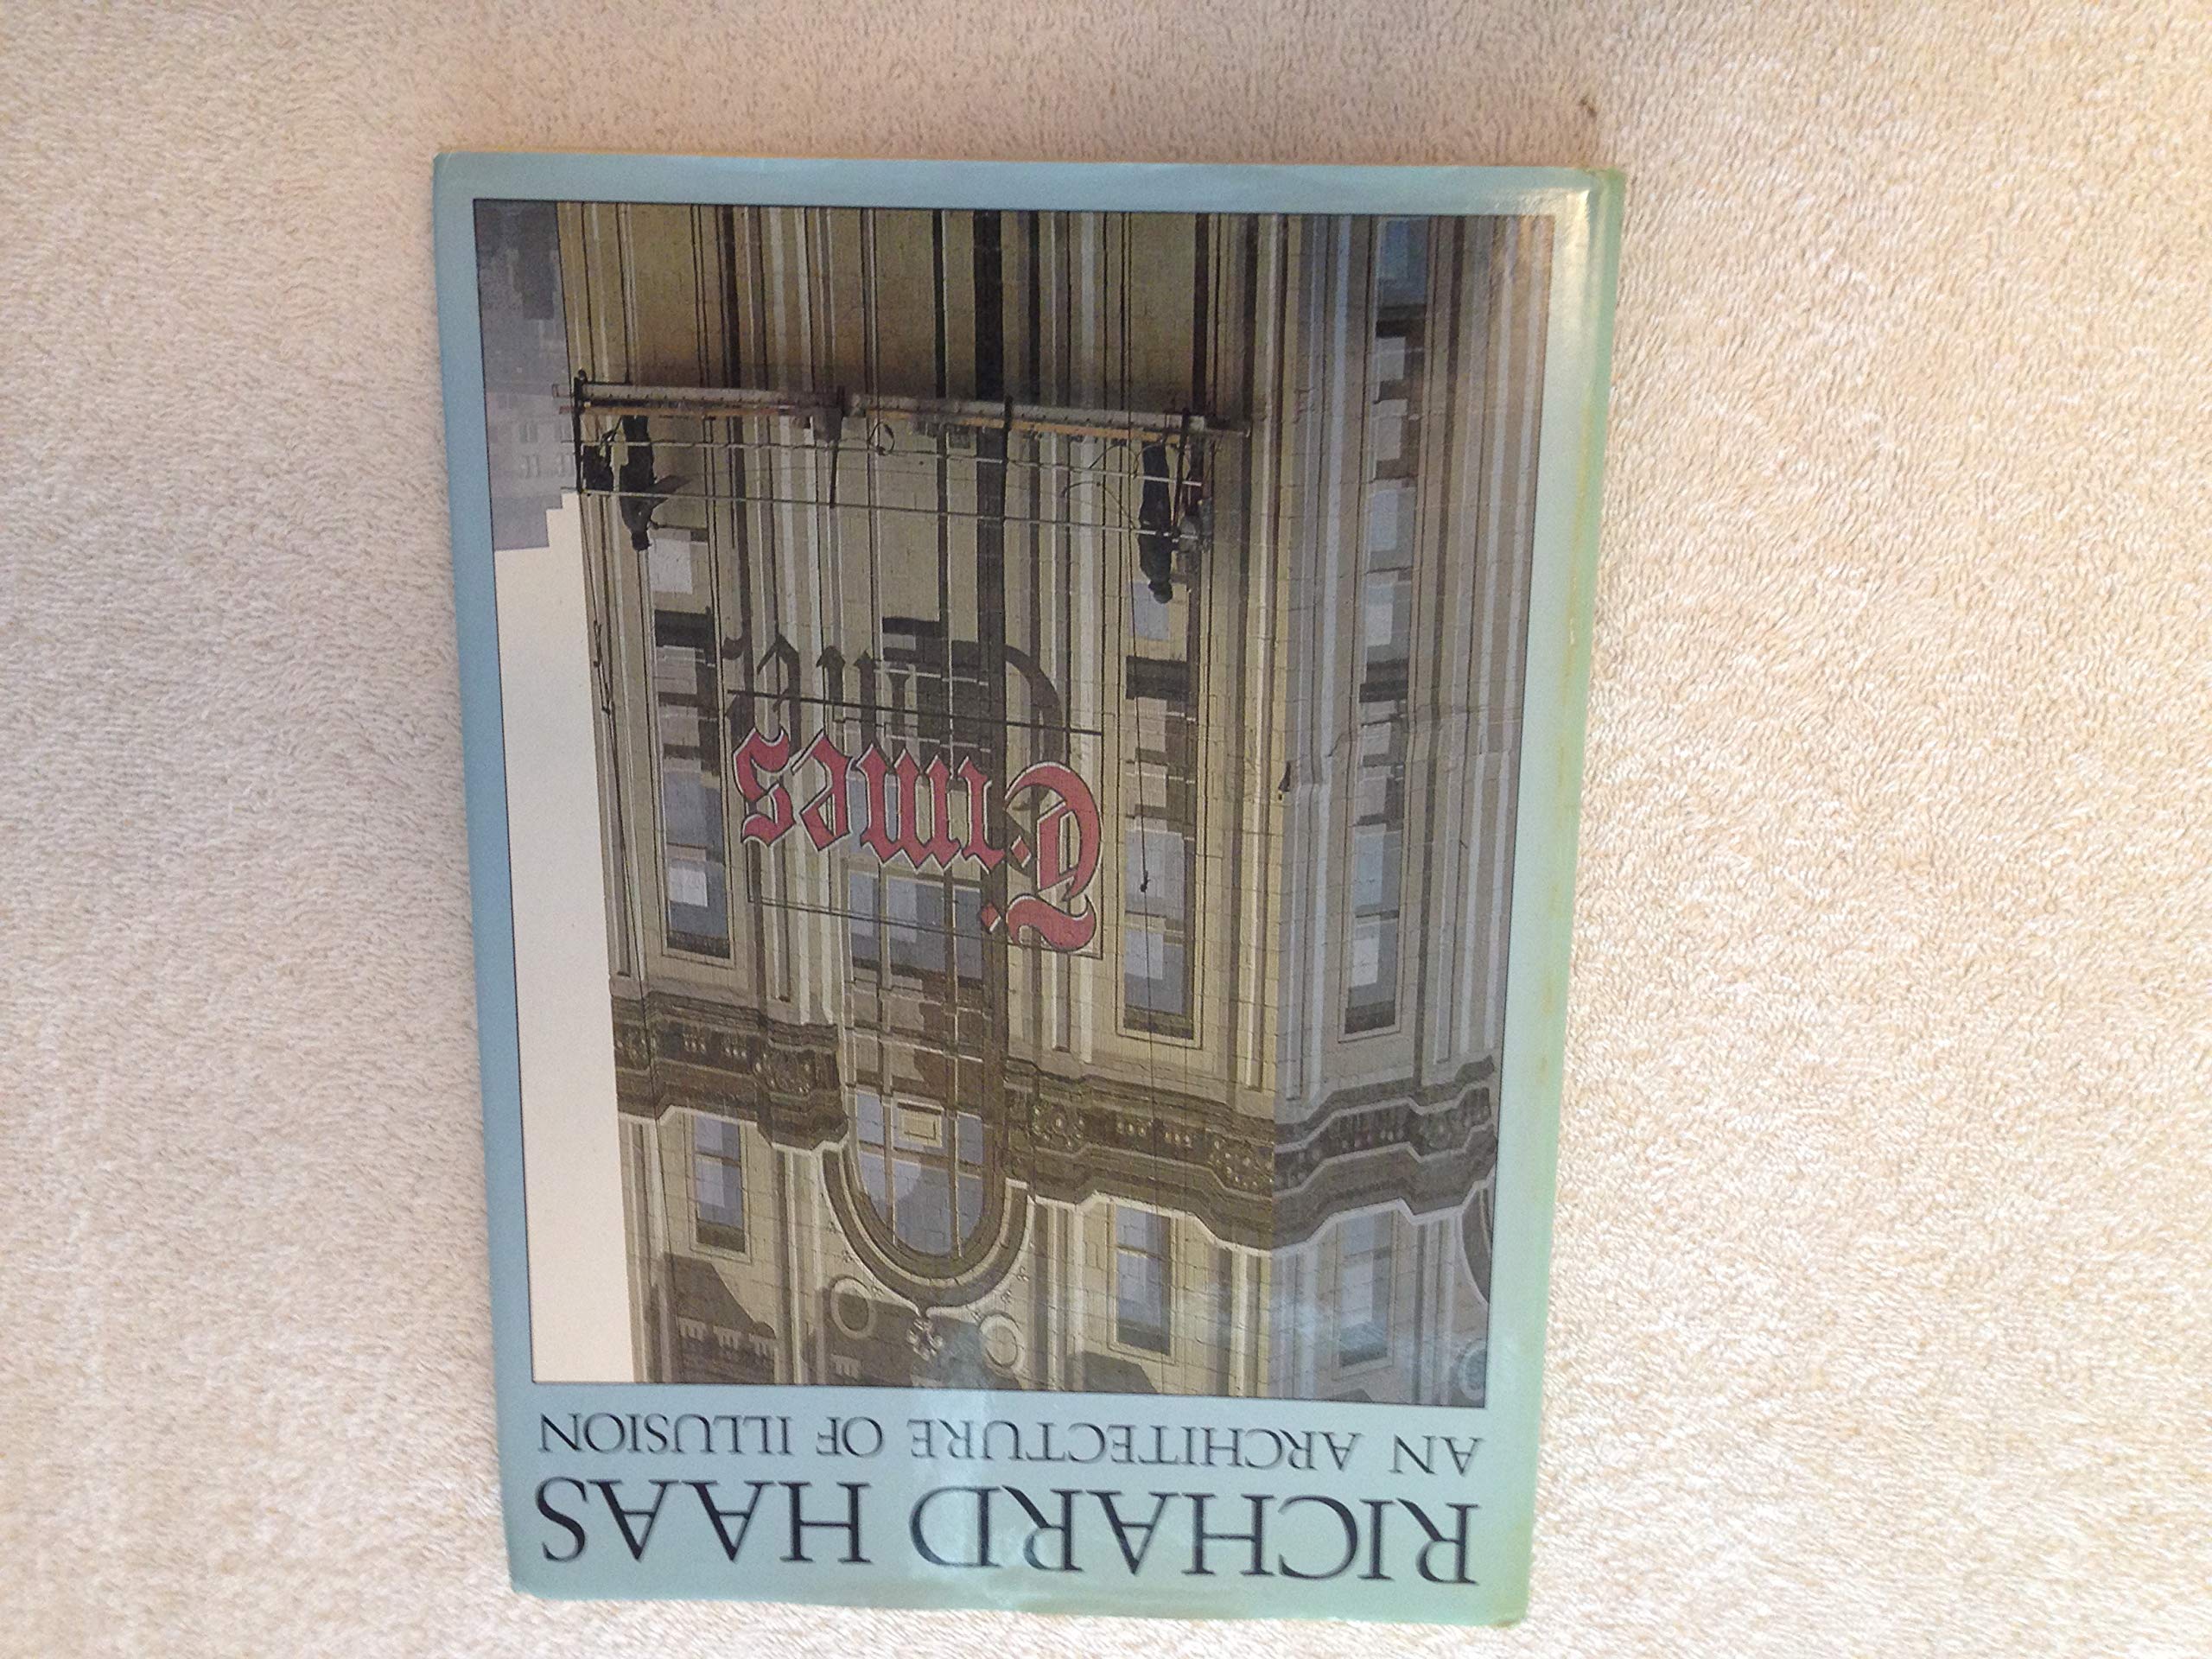 RICHARD HAAS
AN ARCHITECTURE OF ILLUSION
Times